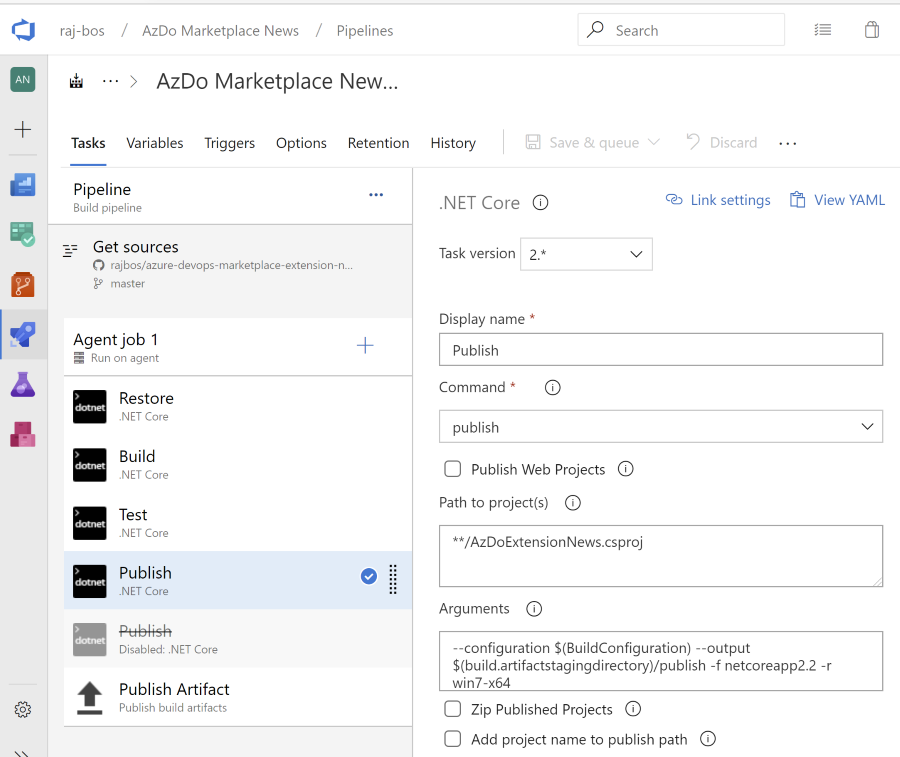 raj-bos / AzDo Marketplace News / Pipelines
Search
AN
··· > AzDo Marketplace New...
Tasks Variables Triggers Options Retention History Save & queue Discard ···
Pipeline
Build pipeline
Get sources
rajbos/azure-devops-marketplace-extension-n...
master
Agent job 1
Run on agent
dotnet
Restore
.NET Core
dotnet
Build
.NET Core
dotnet
Test
.NET Core
dotnet
Publish
.NET Core
dotnet
Publish
Disabled: .NET Core
Publish Artifact
Publish build artifacts
.NET Core
Link settings View YAML
Task version 2.*
Display name *
Publish
Command *
publish
Publish Web Projects
Path to project(s)
**/AzDoExtensionNews.csproj
Arguments
--configuration $(BuildConfiguration) --output
$(build.artifactstagingdirectory)/publish -f netcoreapp2.2 -r
win7-x64
Zip Published Projects
Add project name to publish path